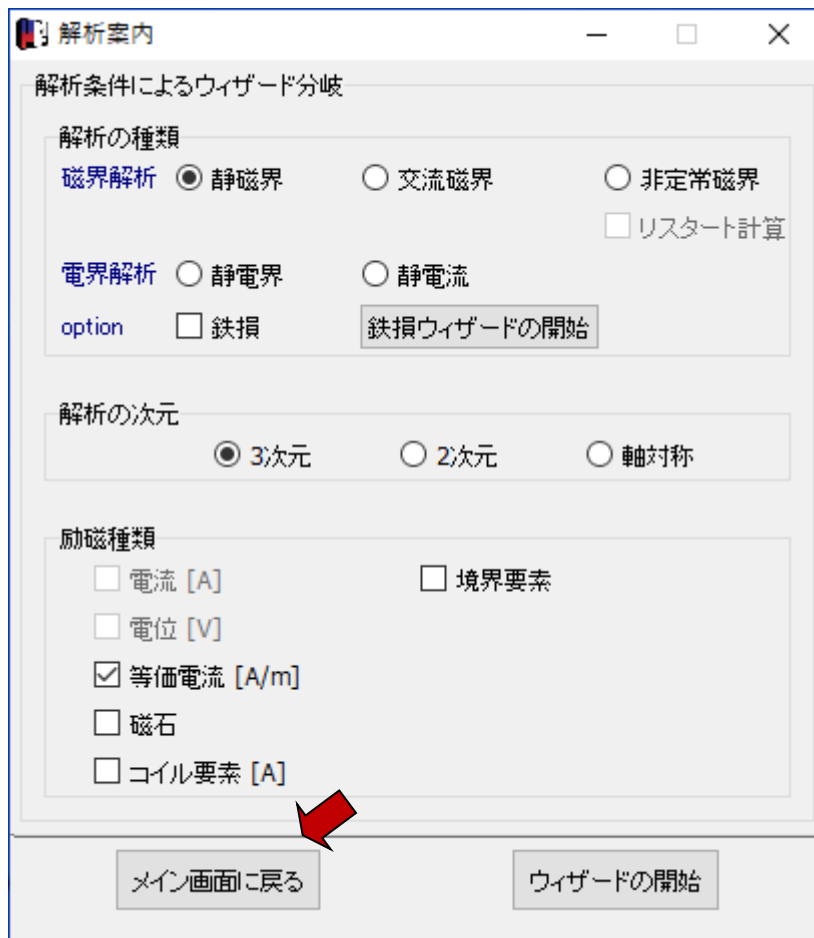 解析案内
解析条件によるウィザード分岐
解析の種類
磁界解析 静磁界 交流磁界 非定常磁界
リスタート計算
電界解析 静電界 静電流
option 鉄損 鉄損ウィザードの開始
解析の次元
3次元 2次元 軸対称
励磁種類
電流 [A] 境界要素
電位 [V]
等価電流 [A/m]
磁石
コイル要素 [A]
メイン画面に戻る ウィザードの開始